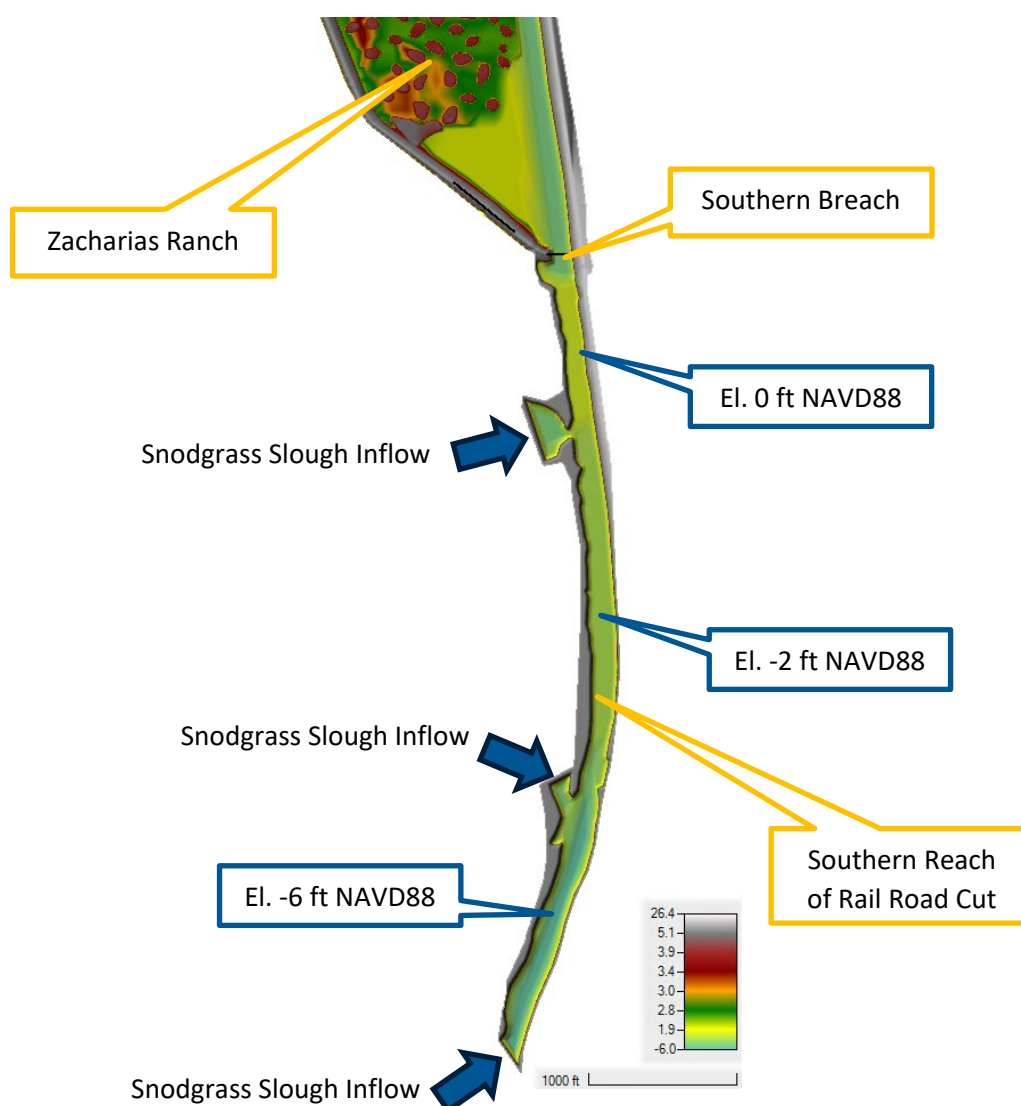 Southern Breach
Zacharias Ranch
El. 0 ft NAVD88
Snodgrass Slough Inflow
El. -2 ft NAVD88
Snodgrass Slough Inflow
Southern Reach
of Rail Road Cut
El. -6 ft NAVD88
26.4
5.1
3.9
3.4
3.0
2.8
1.9
-6.0
1000 ft
Snodgrass Slough Inflow